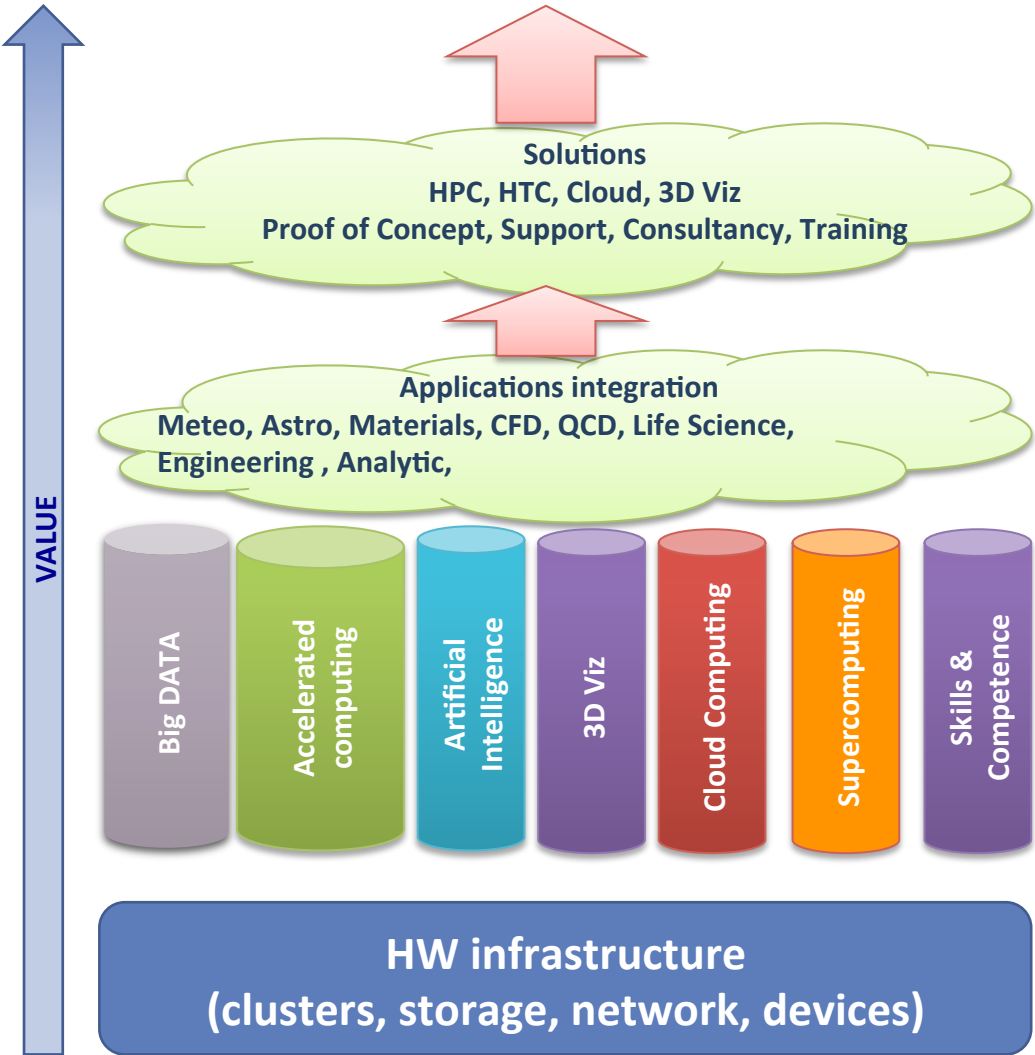 Solutions
HPC, HTC, Cloud, 3D Viz
Proof of Concept, Support, Consultancy, Training
Applications integration
Meteo, Astro, Materials, CFD, QCD, Life Science,
Engineering , Analytic,
VALUE
Big DATA
Accelerated
computing
Artificial
Intelligence
3D Viz
Cloud Computing
Supercomputing
Skills &
Competence
HW infrastructure
(clusters, storage, network, devices)